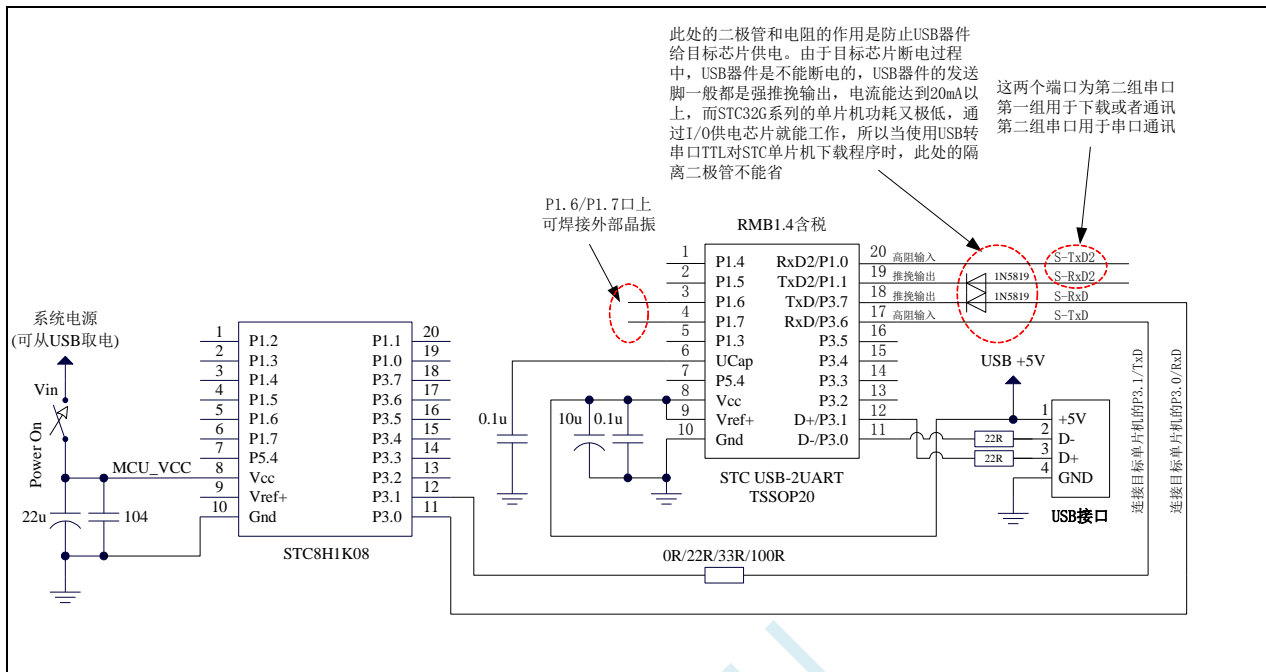 此处的二极管和电阻的作用是防止USB器件
给目标芯片供电。由于目标芯片断电过程
中，USB器件是不能断电的，USB器件的发送
脚一般都是强推挽输出，电流能达到20mA以
上，而STC32G系列的单片机功耗又极低，通
过I/O供电芯片就能工作，所以当使用USB转
串口TTL对STC单片机下载程序时，此处的隔
离二极管不能省
这两个端口为第二组串口
第一组用于下载或者通讯
第二组串口用于串口通讯
P1.6/P1.7口上
可焊接外部晶振
RMB1.4含税
1 P1.4 RxD2/P1.0 20 高阻输入 S-TxD2
2 P1.5 TxD2/P1.1 19 推挽输出 1N5819 S-RxD2
3 P1.6 TxD/P3.7 18 推挽输出 1N5819 S-RxD
4 P1.7 RxD/P3.6 17 高阻输入 S-TxD
5 P1.3 P3.5 16
6 UCap P3.4 15
7 P5.4 P3.3 14
8 Vcc P3.2 13
9 Vref+ D+/P3.1 12
10 Gnd D-/P3.0 11
STC USB-2UART
TSSOP20
0.1u
10u
0.1u
22R
22R
USB +5V
1 +5V
2 D-
3 D+
4 GND
USB接口
连接目标单片机的P3.1/TxD
连接目标单片机的P3.0/RxD
系统电源
(可从USB取电)
Vin
Power On
MCU_VCC
22u
104
1 P1.2 P1.1 20
2 P1.3 P1.0 19
3 P1.4 P3.7 18
4 P1.5 P3.6 17
5 P1.6 P3.5 16
6 P1.7 P3.4 15
7 P5.4 P3.3 14
8 Vcc P3.2 13
9 Vref+ P3.1 12
10 Gnd P3.0 11
STC8H1K08
0R/22R/33R/100R